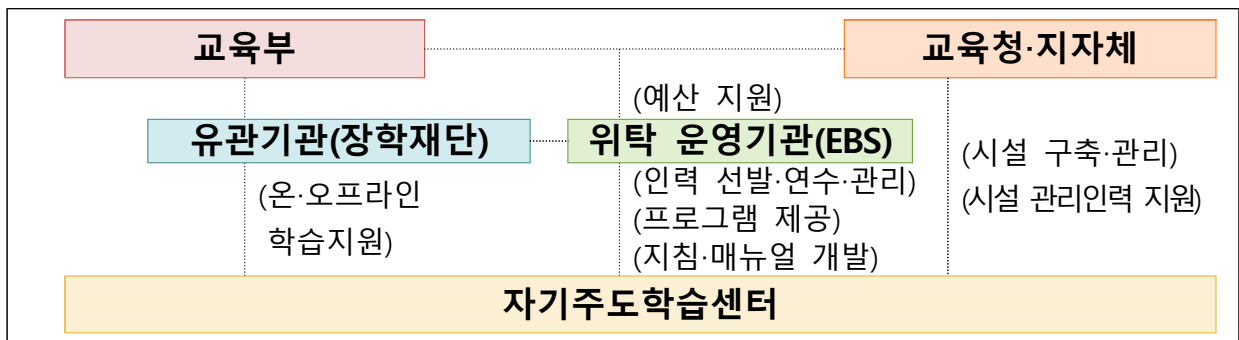 교육부
교육청·지자체
(예산 지원)
유관기관(장학재단)
위탁 운영기관(EBS)
(온·오프라인
학습지원)
(인력 선발·연수·관리)
(프로그램 제공)
(지침·매뉴얼 개발)
(시설 구축·관리)
(시설 관리인력 지원)
자기주도학습센터